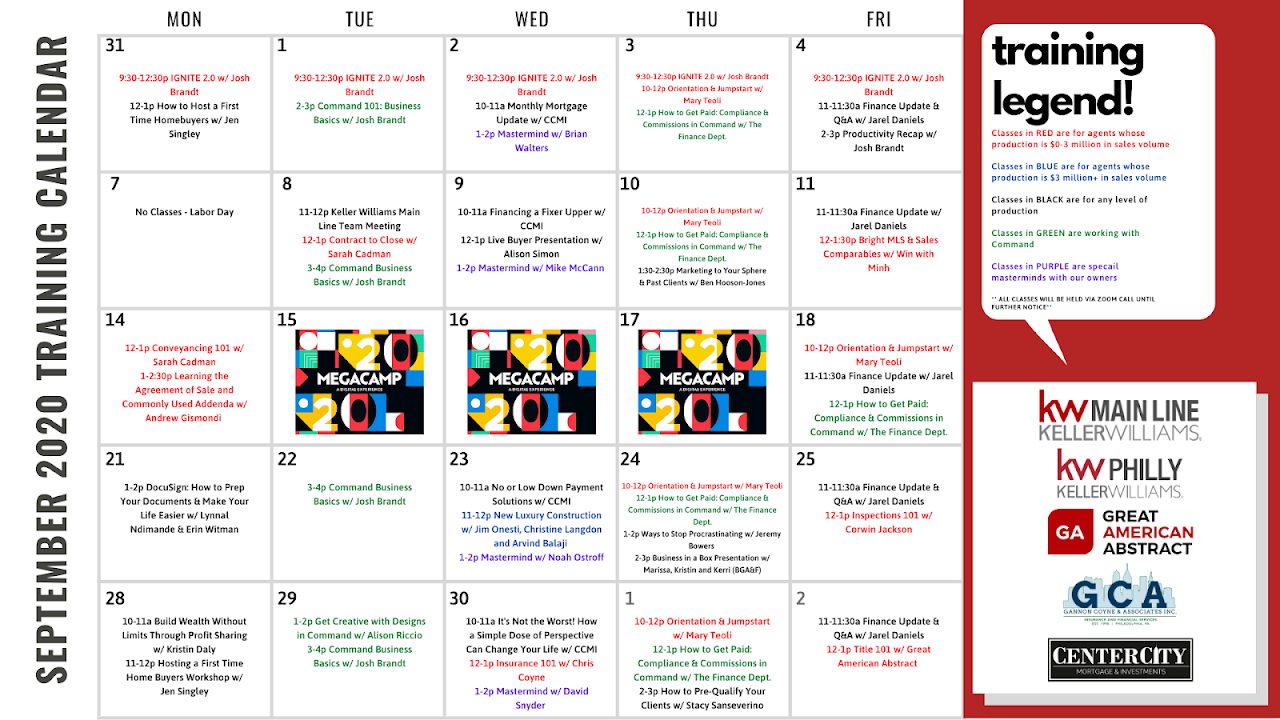 SEPTEMBER 2020 TRAINING CALENDAR
MON
TUE
WED
THU
FRI
31
9:30-12:30p IGNITE 2.0 w/ Josh
Brandt
12-1p How to Host a First
Time Homebuyers w/ Jen
Singley
1
9:30-12:30p IGNITE 2.0 w/ Josh
Brandt
2-3p Command 101: Business
Basics w/ Josh Brandt
2
9:30-12:30p IGNITE 2.0 w/ Josh
Brandt
10-11a Monthly Mortgage
Update w/ CCMI
1-2p Mastermind w/ Brian
Walters
3
9:30-12:30p IGNITE 2.0 w/ Josh Brandt
10-12p Orientation & Jumpstart w/
Mary Teoli
12-1p How to Get Paid: Compliance &
Commissions in Command w/ The
Finance Dept.
4
9:30-12:30p IGNITE 2.0 w/ Josh
Brandt
11-11:30a Finance Update &
Q&A w/ Jarel Daniels
2-3p Productivity Recap w/
Josh Brandt
7
No Classes - Labor Day
8
11-12p Keller Williams Main
Line Team Meeting
12-1p Contract to Close w/
Sarah Cadman
3-4p Command Business
Basics w/ Josh Brandt
9
10-11a Financing a Fixer Upper w/
CCMI
12-1p Live Buyer Presentation w/
Alison Simon
1-2p Mastermind w/ Mike McCann
10
10-12p Orientation & Jumpstart w/
Mary Teoli
12-1p How to Get Paid: Compliance &
Commissions in Command w/ The
Finance Dept.
1:30-2:30p Marketing to Your Sphere
& Past Clients w/ Ben Hooson-Jones
11
11-11:30a Finance Update w/
Jarel Daniels
12-1:30p Bright MLS & Sales
Comparables w/ Win with
Minh
14
12-1p Conveyancing 101 w/
Sarah Cadman
1-2:30p Learning the
Agreement of Sale and
Commonly Used Addenda w/
Andrew Gismondi
15
20
MEGACAMP
A DIGITAL EXPERIENCE
20
16
20
MEGACAMP
A DIGITAL EXPERIENCE
20
17
20
MEGACAMP
A DIGITAL EXPERIENCE
20
18
10-12p Orientation & Jumpstart w/
Mary Teoli
11-11:30a Finance Update w/ Jarel
Daniels
12-1p How to Get Paid:
Compliance & Commissions in
Command w/ The Finance Dept.
21
1-2p DocuSign: How to Prep
Your Documents & Make Your
Life Easier w/ Lynnal
Ndimande & Erin Witman
22
3-4p Command Business
Basics w/ Josh Brandt
23
10-11a No or Low Down Payment
Solutions w/ CCMI
11-12p New Luxury Construction
w/ Jim Onesti, Christine Langdon
and Arvind Balaji
1-2p Mastermind w/ Noah Ostroff
24
10-12p Orientation & Jumpstart w/ Mary Teoli
12-1p How to Get Paid: Compliance &
Commissions in Command w/ The Finance
Dept.
1-2p Ways to Stop Procrastinating w/ Jeremy
Bowers
2-3p Business in a Box Presentation w/
Marissa, Kristin and Kerri (BGA&F)
25
11-11:30a Finance Update &
Q&A w/ Jarel Daniels
12-1p Inspections 101 w/
Corwin Jackson
28
10-11a Build Wealth Without
Limits Through Profit Sharing
w/ Kristin Daly
11-12p Hosting a First Time
Home Buyers Workshop w/
Jen Singley
29
1-2p Get Creative with Designs
in Command w/ Alison Riccio
3-4p Command Business
Basics w/ Josh Brandt
30
10-11a It's Not the Worst! How
a Simple Dose of Perspective
Can Change Your Life w/ CCMI
12-1p Insurance 101 w/ Chris
Coyne
1-2p Mastermind w/ David
Snyder
1
10-12p Orientation & Jumpstart
w/ Mary Teoli
12-1p How to Get Paid:
Compliance & Commissions in
Command w/ The Finance Dept.
2-3p How to Pre-Qualify Your
Clients w/ Stacy Sanseverino
2
11-11:30a Finance Update &
Q&A w/ Jarel Daniels
12-1p Title 101 w/ Great
American Abstract
training
legend!
Classes in RED are for agents whose
production is $0-3 million in sales volume
Classes in BLUE are for agents whose
production is $3 million+ in sales volume
Classes in BLACK are for any level of
production
Classes in GREEN are working with
Command
Classes in PURPLE are specail
masterminds with our owners
** ALL CLASSES WILL BE HELD VIA ZOOM CALL UNTIL
FURTHER NOTICE**
kw MAIN LINE
KELLERWILLIAMS.
kw PHILLY
KELLERWILLIAMS.
GA
GREAT
AMERICAN
ABSTRACT
GCA
GANNON COYNE & ASSOCIATES INC.
INSURANCE AND FINANCIAL SERVICES
EST. 1996 | PHILADELPHIA, PA
CENTERCITY
MORTGAGE & INVESTMENTS